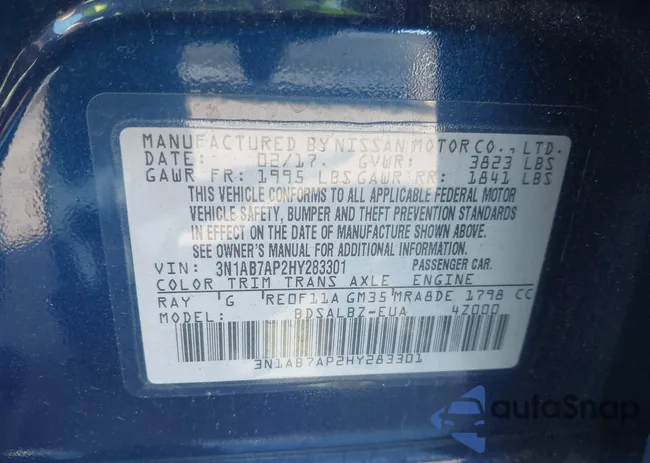 MANUFACTURED BY NISSAN MOTOR CO., LTD.
DATE: 02/17. GVWR: 3823 LBS
GAWR FR: 1995 LBS GAWR RR: 1841 LBS
THIS VEHICLE CONFORMS TO ALL APPLICABLE FEDERAL MOTOR
VEHICLE SAFETY, BUMPER AND THEFT PREVENTION STANDARDS
IN EFFECT ON THE DATE OF MANUFACTURE SHOWN ABOVE.
SEE OWNER'S MANUAL FOR ADDITIONAL INFORMATION.
VIN: 3N1AB7AP2HY283301 PASSENGER CAR.
COLOR TRIM TRANS AXLE ENGINE
RAY G RE0F11A GM35 MRA8DE 1798 CC
BDSALBZ-EUA 4Z000
3N1AB7AP2HY283301
autoSnap